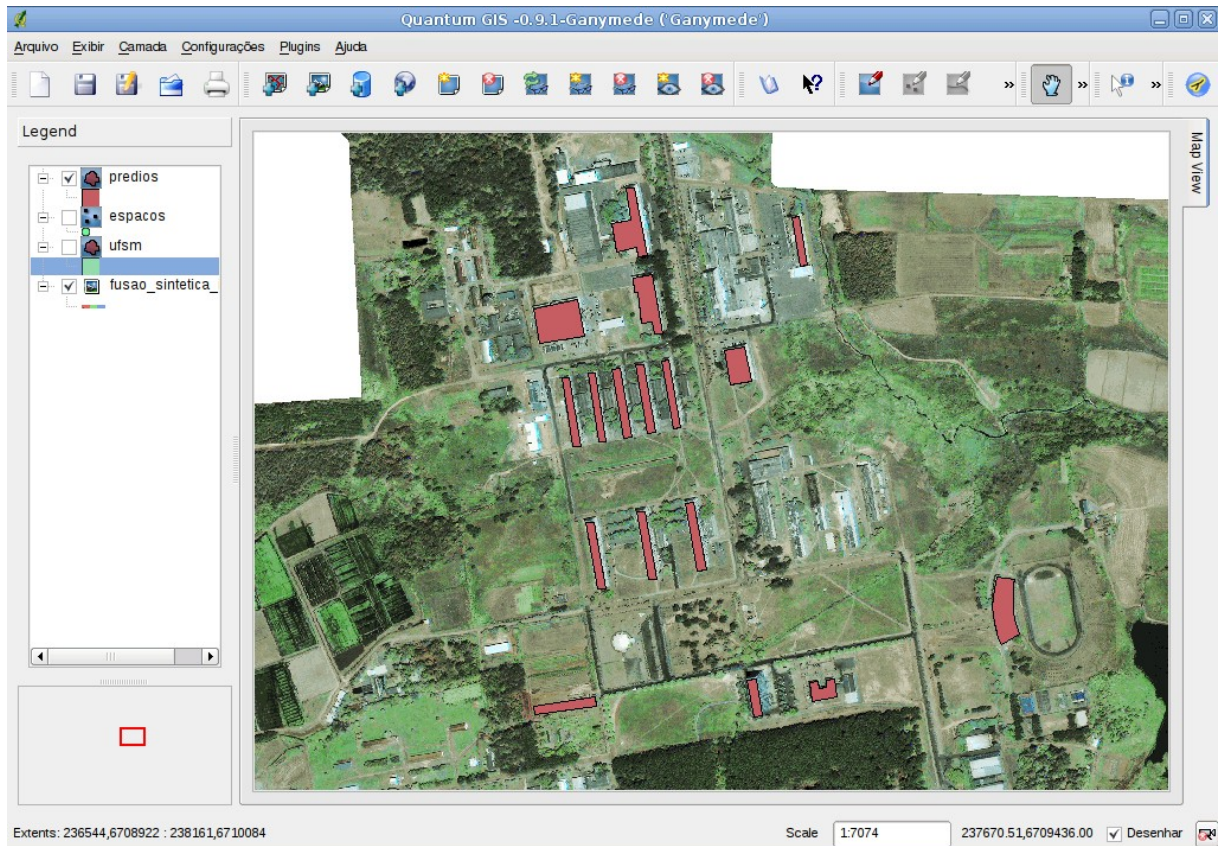 Quantum GIS -0.9.1-Ganymede ('Ganymede')
Arquivo Exibir Camada Configurações Plugins Ajuda
Legend
predios
espacos
ufsm
fusao_sintetica_
Map View
Extents: 236544,6708922 : 238161,6710084
Scale 1:7074 237670.51,6709436.00 Desenhar